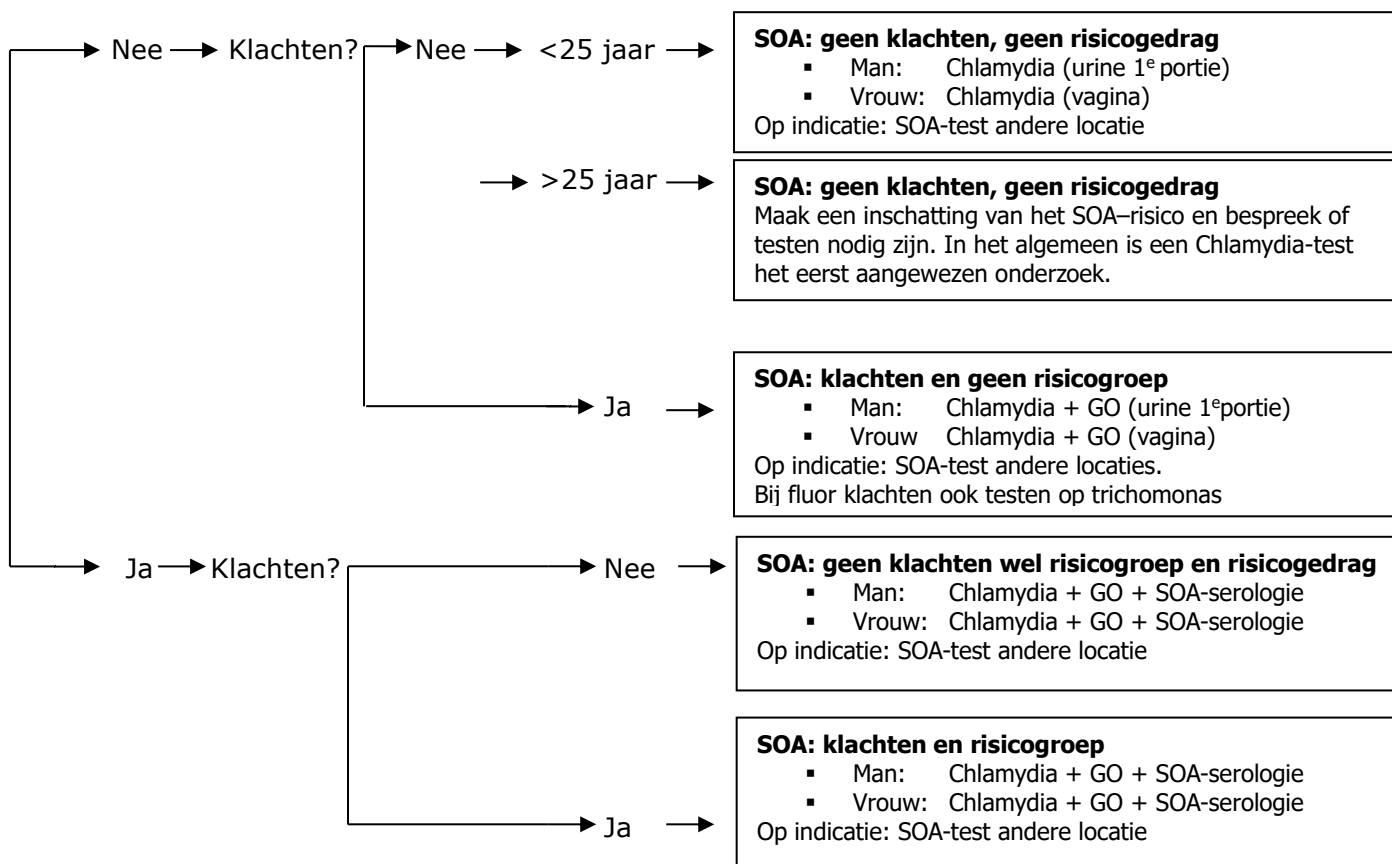 Nee Klachten? Nee <25 jaar
SOA: geen klachten, geen risicogedrag
▪ Man: Chlamydia (urine 1e portie)
▪ Vrouw: Chlamydia (vagina)
Op indicatie: SOA-test andere locatie
>25 jaar
SOA: geen klachten, geen risicogedrag
Maak een inschatting van het SOA–risico en bespreek of
testen nodig zijn. In het algemeen is een Chlamydia-test
het eerst aangewezen onderzoek.
Ja
SOA: klachten en geen risicogroep
▪ Man: Chlamydia + GO (urine 1eportie)
▪ Vrouw Chlamydia + GO (vagina)
Op indicatie: SOA-test andere locaties.
Bij fluor klachten ook testen op trichomonas
Ja Klachten? Nee
SOA: geen klachten wel risicogroep en risicogedrag
▪ Man: Chlamydia + GO + SOA-serologie
▪ Vrouw: Chlamydia + GO + SOA-serologie
Op indicatie: SOA-test andere locatie
Ja
SOA: klachten en risicogroep
▪ Man: Chlamydia + GO + SOA-serologie
▪ Vrouw: Chlamydia + GO + SOA-serologie
Op indicatie: SOA-test andere locatie